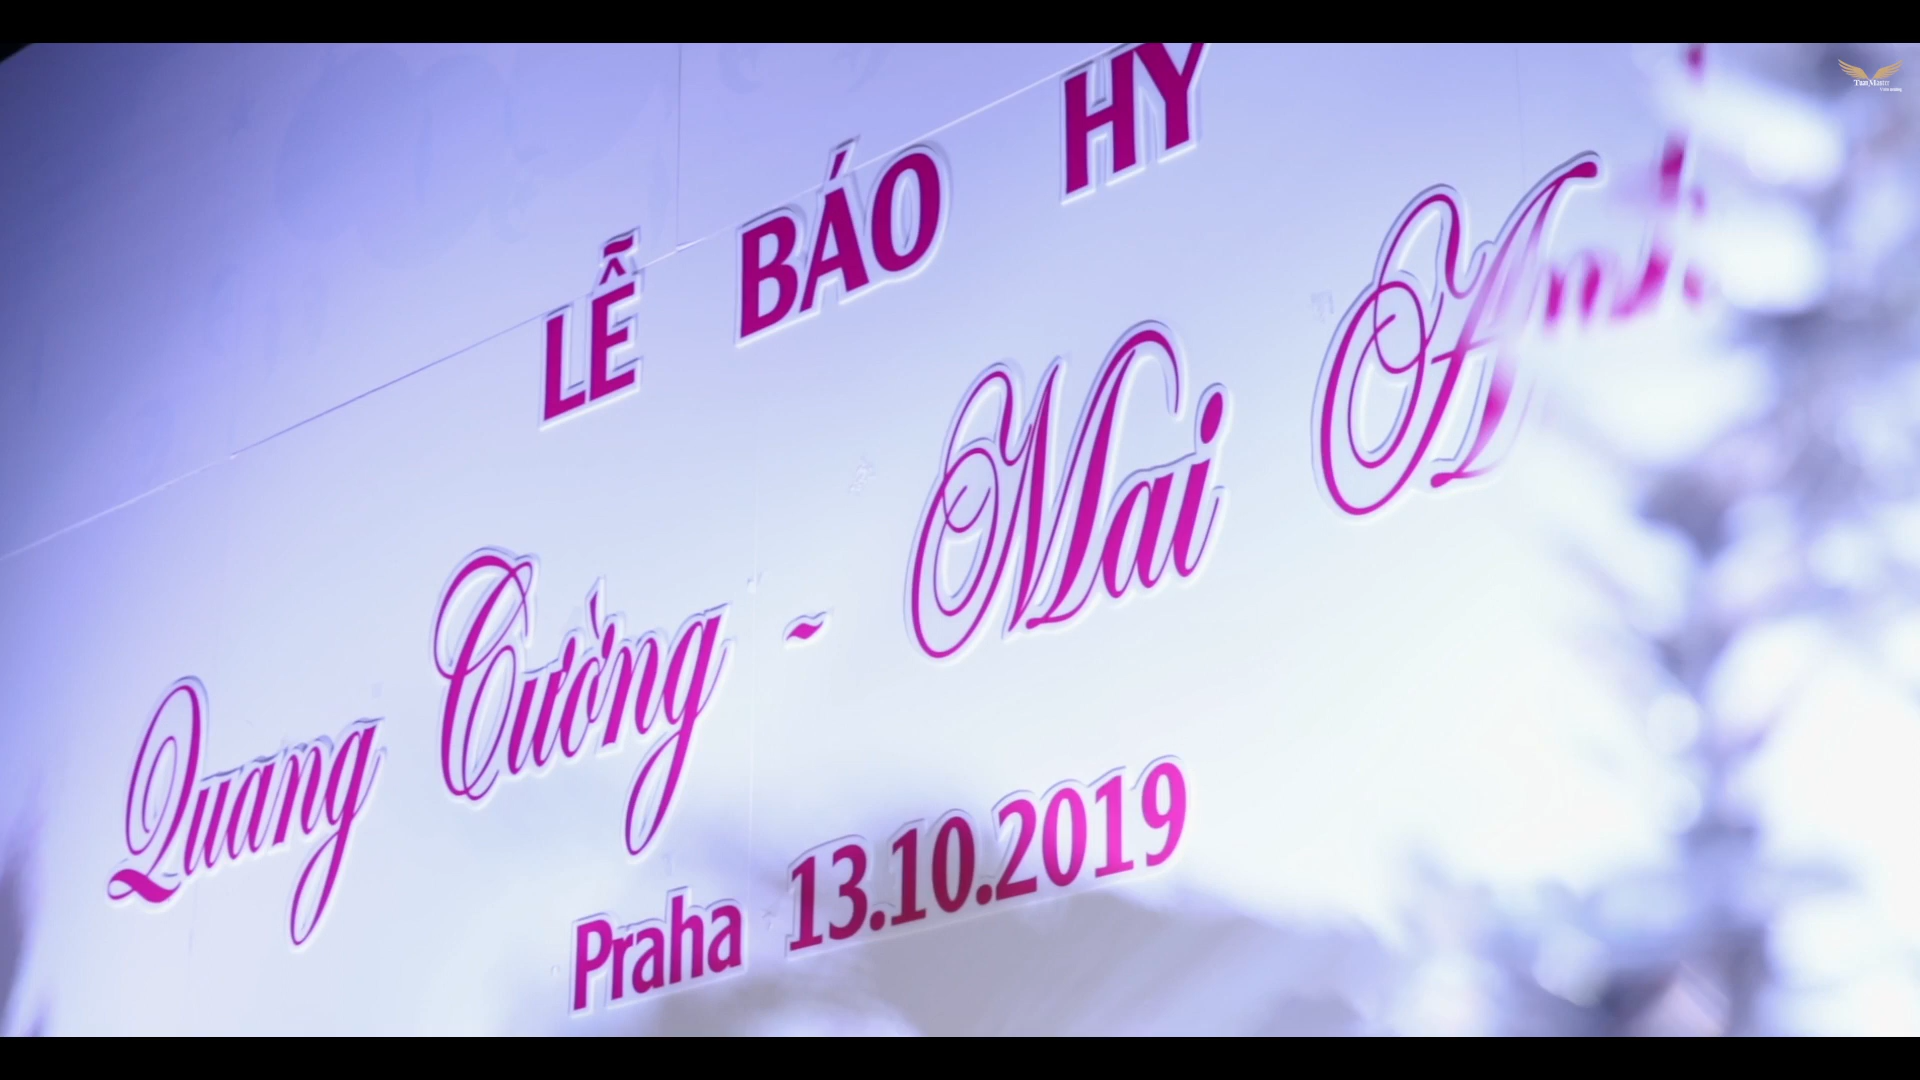 LỄ BÁO HỶ
Quang Cường - Mai Anh
Praha 13.10.2019